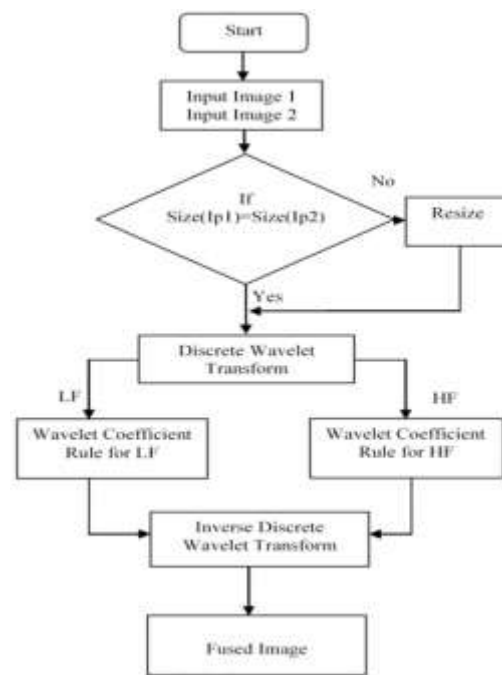 Start
Input Image 1
Input Image 2
If
Size(Ip1)=Size(Ip2)
No
Resize
Yes
Discrete Wavelet
Transform
LF
HF
Wavelet Coefficient
Rule for LF
Wavelet Coefficient
Rule for HF
Inverse Discrete
Wavelet Transform
Fused Image